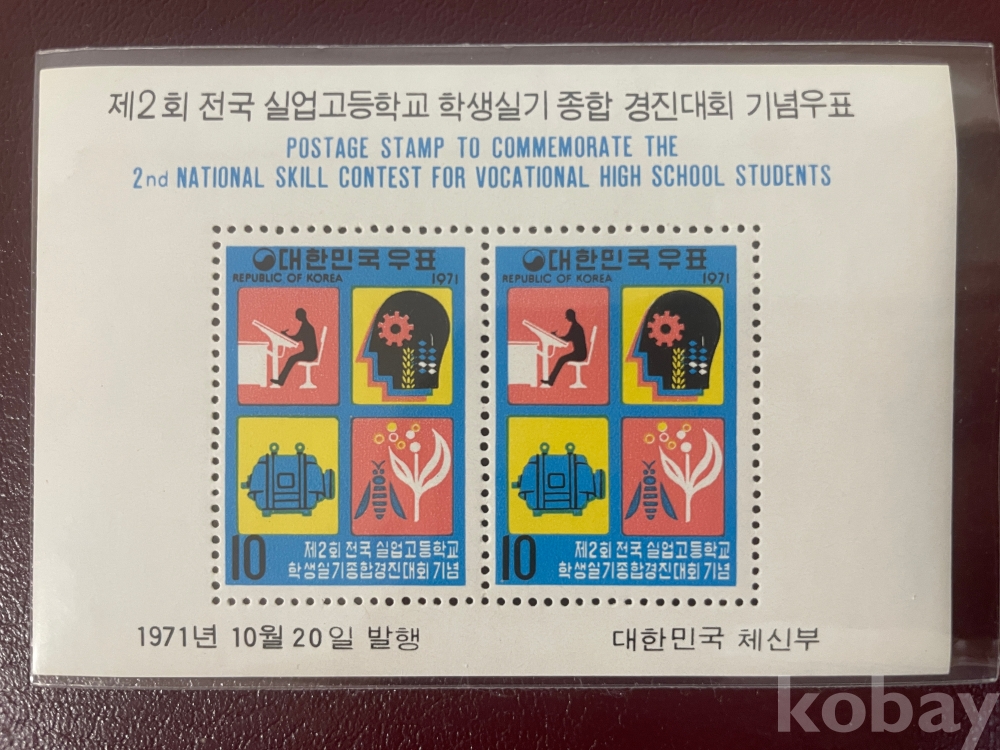 제2회 전국 실업고등학교 학생실기 종합 경진대회 기념우표
POSTAGE STAMP TO COMMEMORATE THE
2nd NATIONAL SKILL CONTEST FOR VOCATIONAL HIGH SCHOOL STUDENTS
대한민국우표
REPUBLIC OF KOREA 1971
10
제2회 전국 실업고등학교
학생실기종합경진대회 기념
대한민국우표
REPUBLIC OF KOREA 1971
10
제2회 전국 실업고등학교
학생실기종합경진대회 기념
1971년 10월 20일 발행
대한민국 체신부
kobay